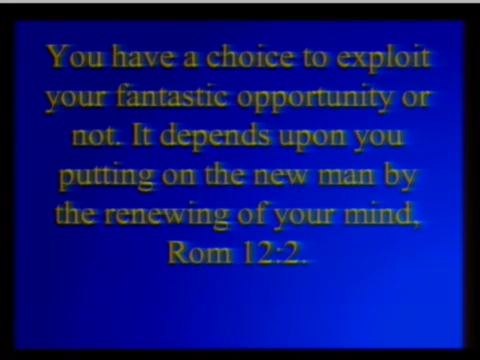 You have a choice to exploit
your fantastic opportunity or
not. It depends upon you
putting on the new man by
the renewing of your mind,
Rom 12:2.